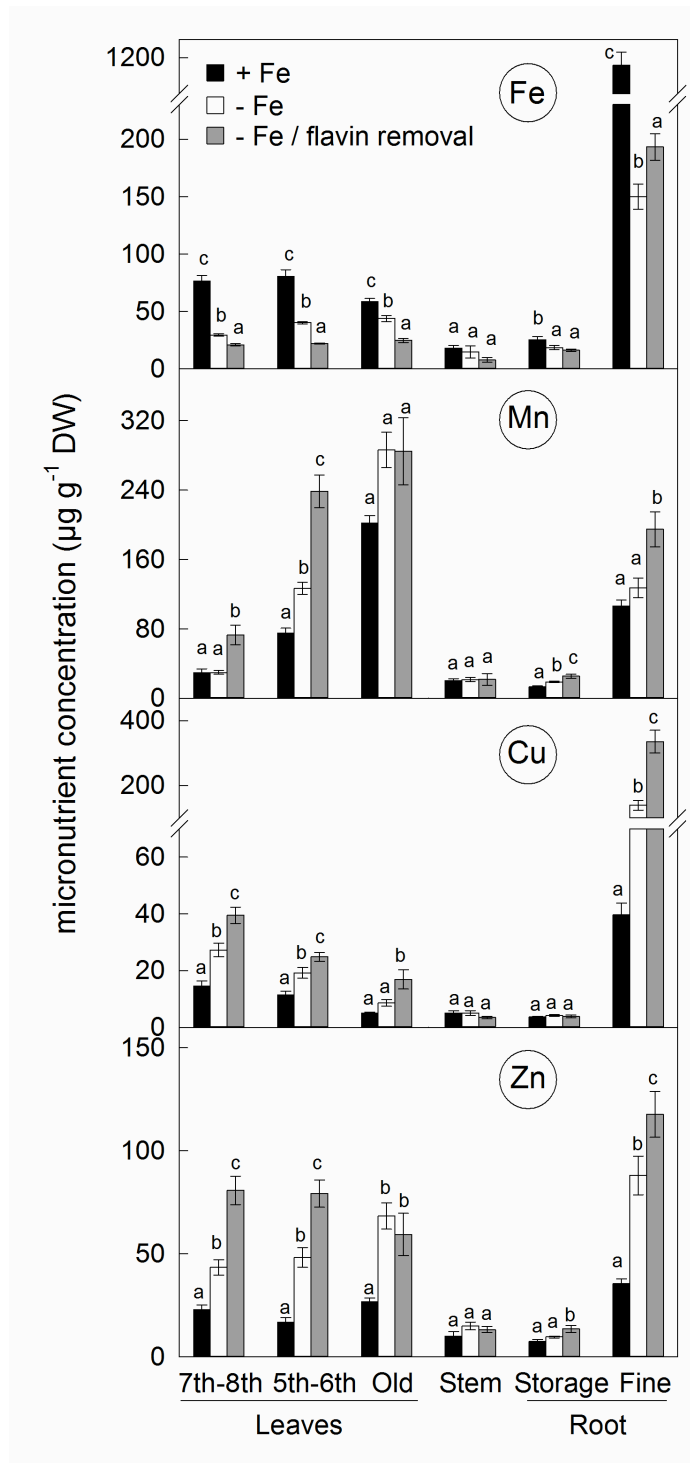 1200
c
+ Fe
- Fe
- Fe / flavin removal
Fe
200
150
100
50
0
c b a
c b a
c b a
a a a
b a a
b a
Mn
320
240
160
80
0
a a b
a b c
a a a
a a a
a b c
a a b
Cu
400
200
60
40
20
0
a b c
a b c
a a b
a a a
a a a
a b c
Zn
150
100
50
0
a b c
a b c
a b b
a a a
a a b
a b c
micronutrient concentration (µg g-1 DW)
7th-8th 5th-6th Old Stem Storage Fine
Leaves Root